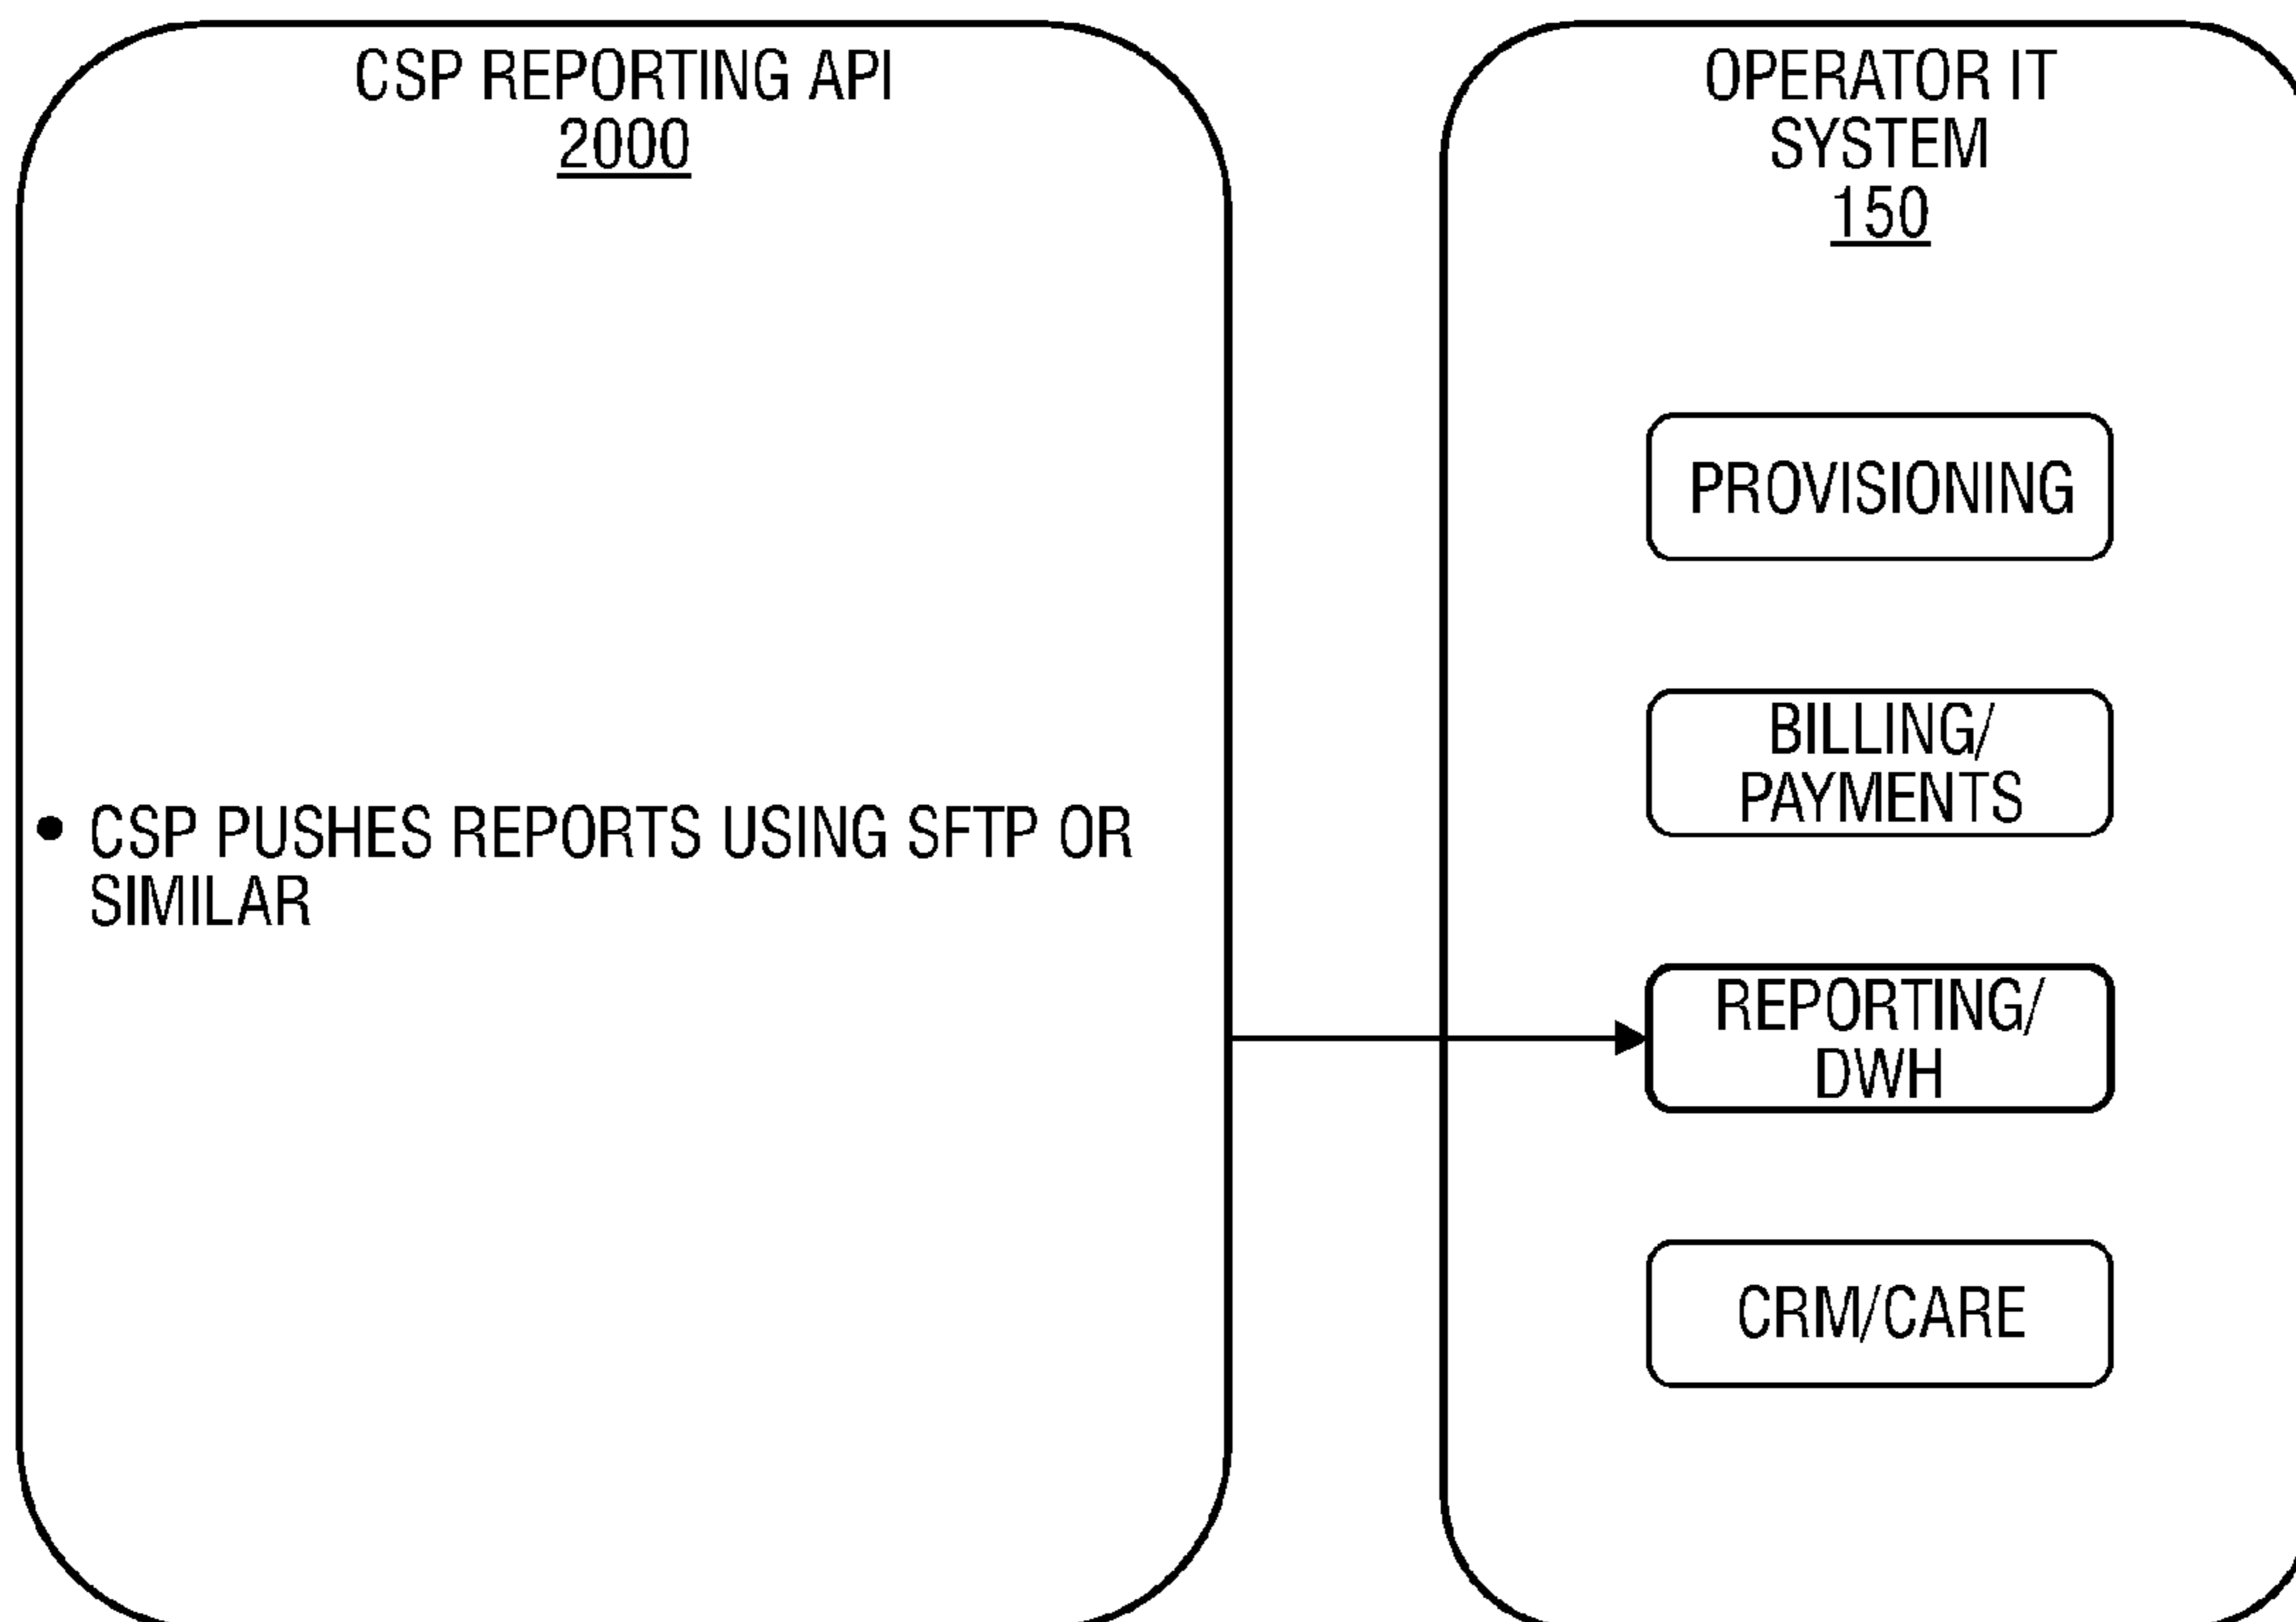 CSP REPORTING API
2000
• CSP PUSHES REPORTS USING SFTP OR
SIMILAR
OPERATOR IT
SYSTEM
150
PROVISIONING
BILLING/
PAYMENTS
REPORTING/
DWH
CRM/CARE